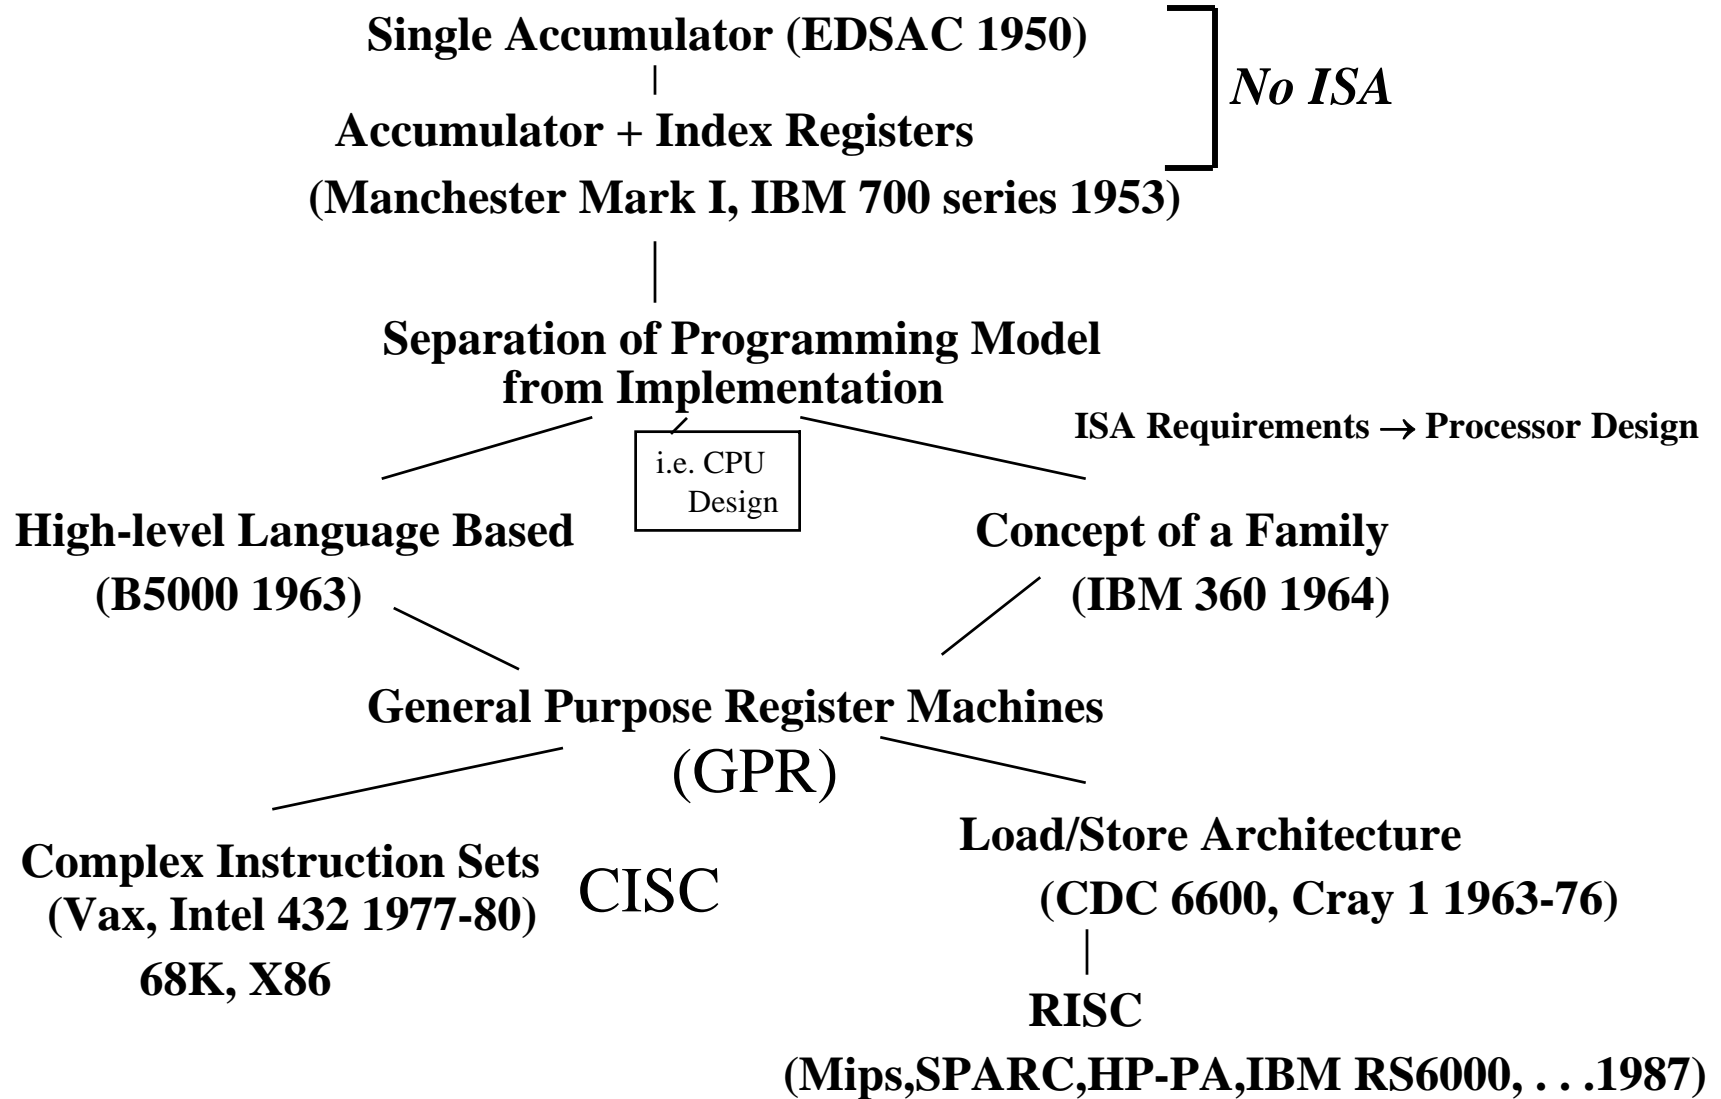 Single Accumulator (EDSAC 1950)
No ISA
Accumulator + Index Registers
(Manchester Mark I, IBM 700 series 1953)
Separation of Programming Model
from Implementation
ISA Requirements → Processor Design
i.e. CPU
Design
High-level Language Based
(B5000 1963)
Concept of a Family
(IBM 360 1964)
General Purpose Register Machines
(GPR)
Complex Instruction Sets
(Vax, Intel 432 1977-80)
68K, X86
CISC
Load/Store Architecture
(CDC 6600, Cray 1 1963-76)
RISC
(Mips,SPARC,HP-PA,IBM RS6000, . . .1987)